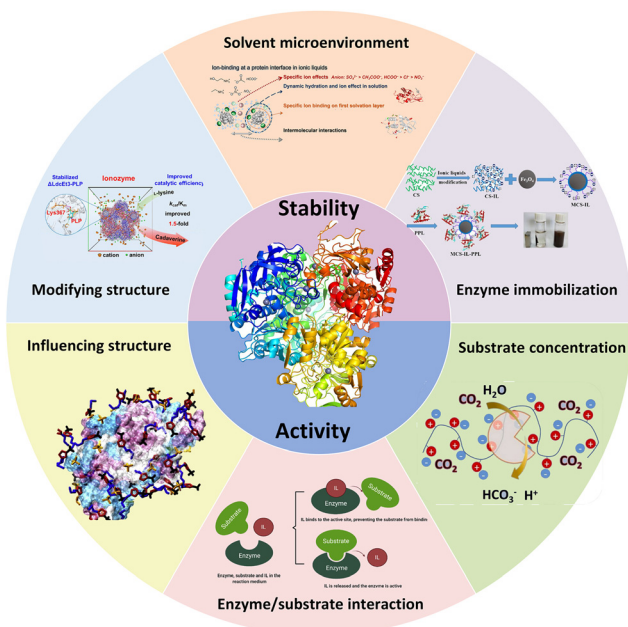 Solvent microenvironment
Ion-binding at a protein interface in ionic liquids
Specific ion effects
Dynamic hydration and ion effect in solution
Specific ion binding on first solvation layer
Intermolecular interactions
Stabilized
ΔLdcEt3-PLP
Ionozyme
Improved
catalytic efficiency
L-lysine
Lys367
PLP
kcat/Km
improved
1.5-fold
Cadaverine
cation
anion
Modifying structure
Stability
Ionic liquids
modification
CS
CS-IL
Fe3O4
MCS-IL
PPL
MCS-IL-PPL
Enzyme immobilization
Influencing structure
Activity
Substrate concentration
H₂O
CO₂
CO₂
CO₂
CO₂
HCO₃⁻ H⁺
Substrate
IL
Enzyme
Enzyme, substrate and IL in the
reaction medium
IL
Substrate
Enzyme
IL binds to the active site, preventing the substrate from bindin
Substrate
Enzyme
IL
IL is released and the enzyme is active
Enzyme/substrate interaction